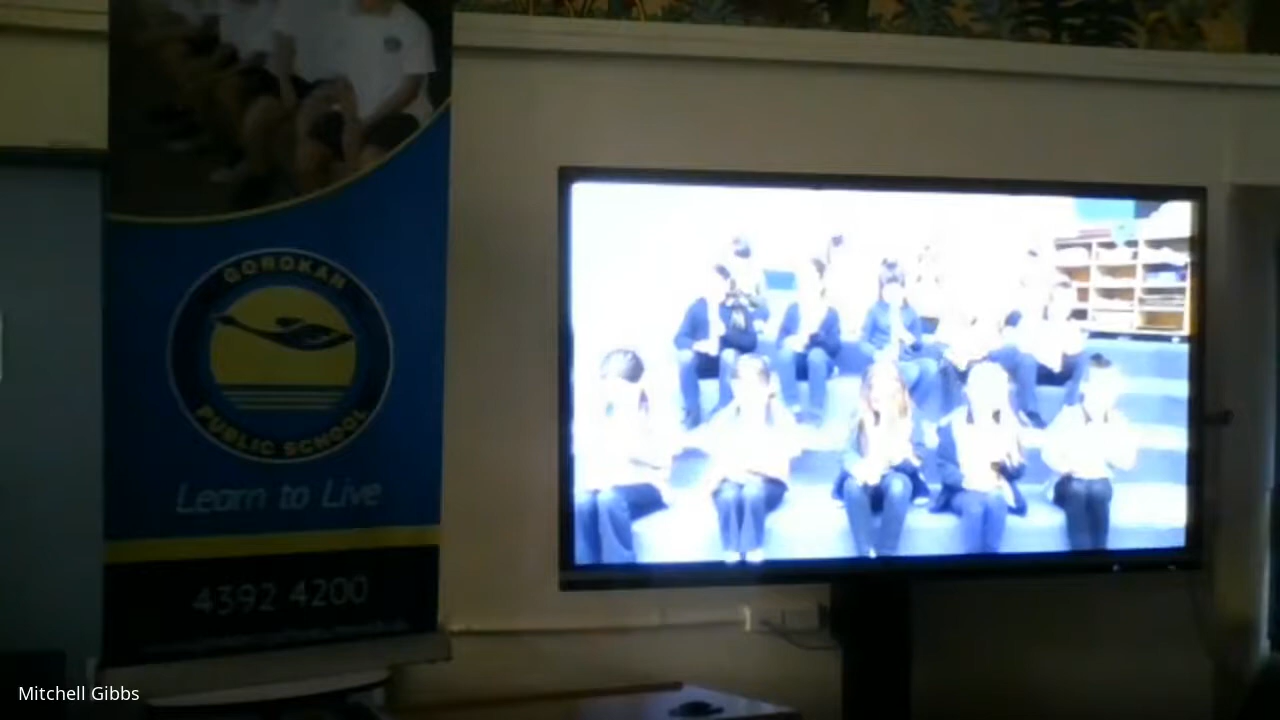 GOROKAN
PUBLIC SCHOOL
Learn to Live
4392 4200
Mitchell Gibbs